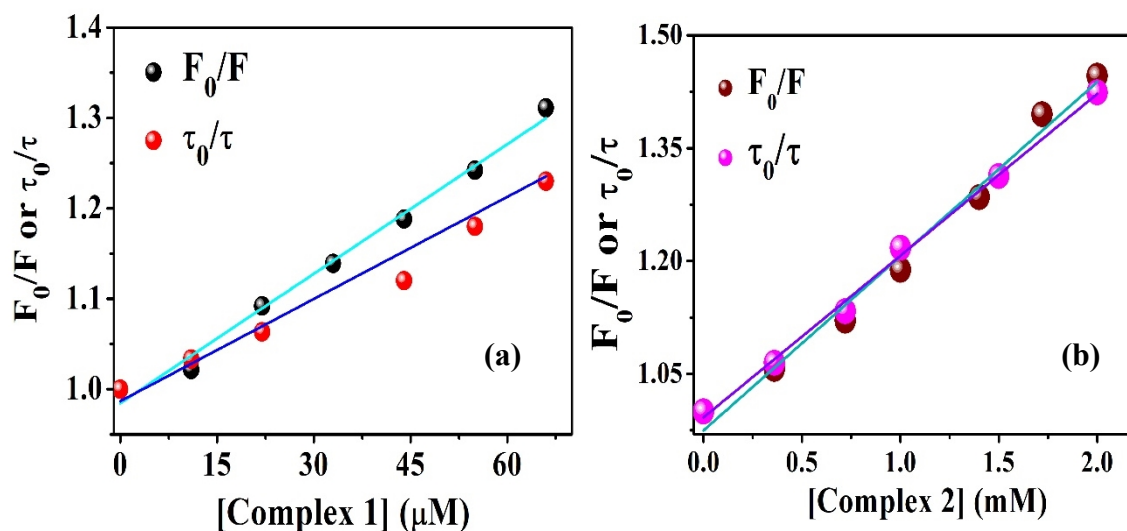 F₀/F or τ₀/τ
1.4
1.3
1.2
1.1
1.0
F₀/F
τ₀/τ
(a)
0 15 30 45 60
[Complex 1] (μM)
F₀/F or τ₀/τ
1.50
1.35
1.20
1.05
F₀/F
τ₀/τ
(b)
0.0 0.5 1.0 1.5 2.0
[Complex 2] (mM)